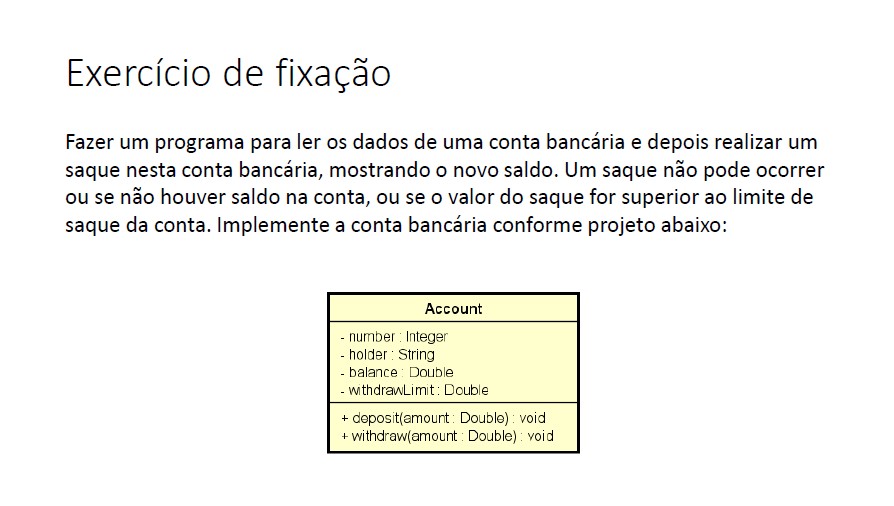 Exercício de fixação
Fazer um programa para ler os dados de uma conta bancária e depois realizar um
saque nesta conta bancária, mostrando o novo saldo. Um saque não pode ocorrer
ou se não houver saldo na conta, ou se o valor do saque for superior ao limite de
saque da conta. Implemente a conta bancária conforme projeto abaixo:
Account
- number : Integer
- holder : String
- balance : Double
- withdrawLimit : Double
+ deposit(amount : Double) : void
+ withdraw(amount : Double) : void